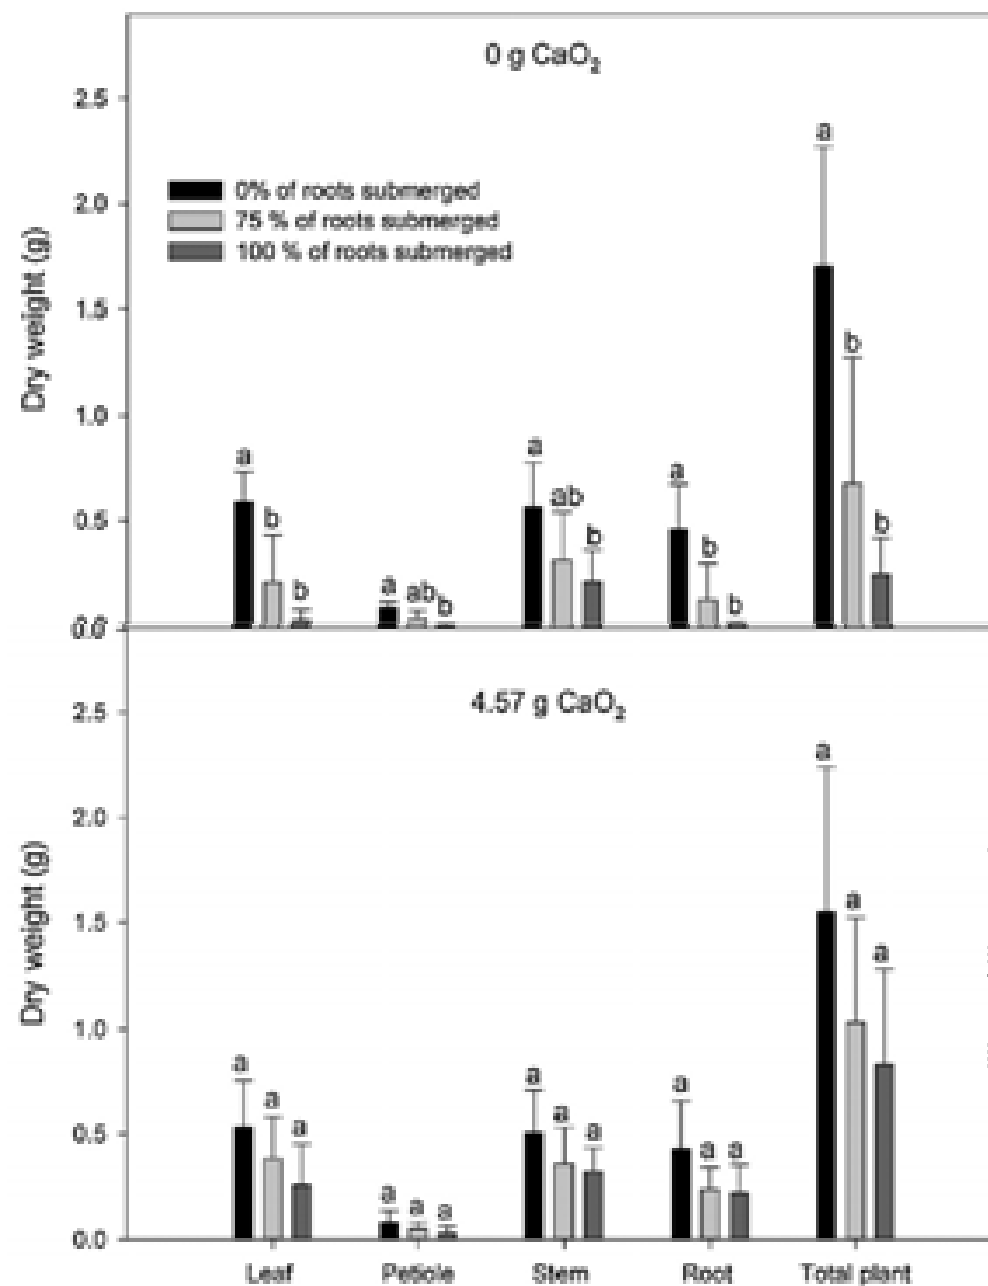 0 g CaO₂
2.5
2.0
1.5
1.0
0.5
0.0
Dry weight (g)
0% of roots submerged
75 % of roots submerged
100 % of roots submerged
a b b
a ab b
a ab b
a b b
a b b
4.57 g CaO₂
2.5
2.0
1.5
1.0
0.5
0.0
Dry weight (g)
a a a
a a a
a a a
a a a
a a a
Leaf Petiole Stem Root Total plant